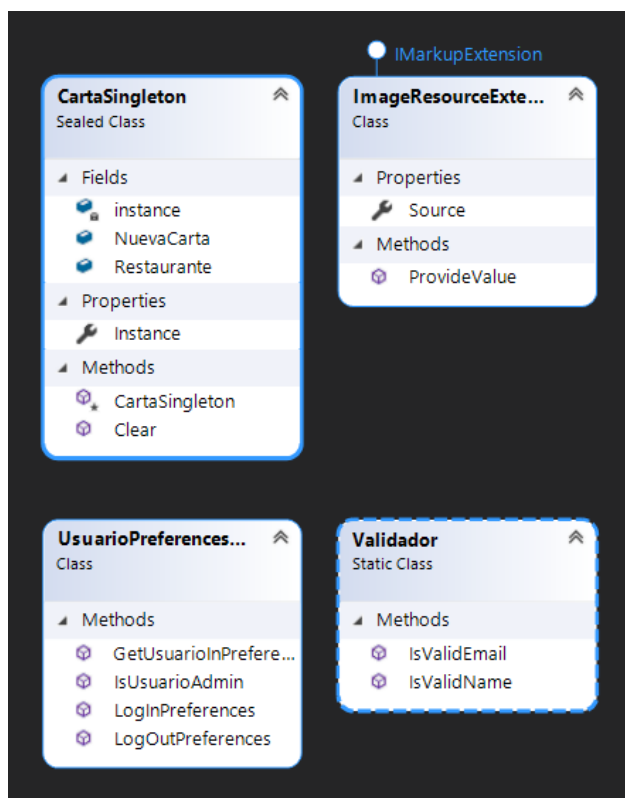 CartaSingleton
Sealed Class
Fields
instance
NuevaCarta
Restaurante
Properties
Instance
Methods
CartaSingleton
Clear
IMarkupExtension
ImageResourceExte...
Class
Properties
Source
Methods
ProvideValue
UsuarioPreferences...
Class
Methods
GetUsuarioInPrefere...
IsUsuarioAdmin
LogInPreferences
LogOutPreferences
Validador
Static Class
Methods
IsValidEmail
IsValidName